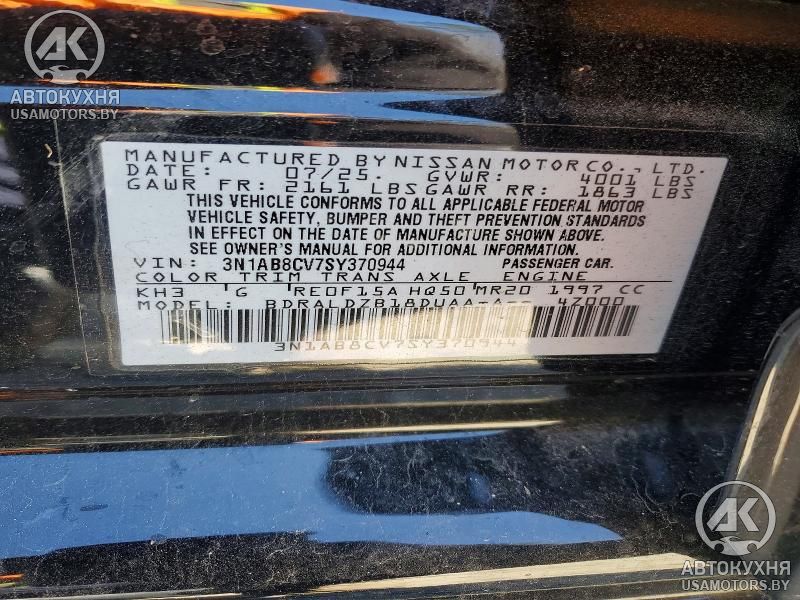 AK
АВТОКУХНЯ
USAMOTORS.BY
MANUFACTURED BY NISSAN MOTOR CO., LTD.
DATE: 07/25. GVWR: 4001 LBS
GAWR FR: 2161 LBS GAWR RR: 1863 LBS
THIS VEHICLE CONFORMS TO ALL APPLICABLE FEDERAL MOTOR
VEHICLE SAFETY, BUMPER AND THEFT PREVENTION STANDARDS
IN EFFECT ON THE DATE OF MANUFACTURE SHOWN ABOVE.
SEE OWNER'S MANUAL FOR ADDITIONAL INFORMATION.
VIN: 3N1AB8CV7SY370944 PASSENGER CAR.
COLOR TRIM TRANS AXLE ENGINE
KH3 G RE0F15A HQ50 MR20 1997 CC
MODEL: 4Z000
3N1AB8CV7SY370944
AK
АВТОКУХНЯ
USAMOTORS.BY